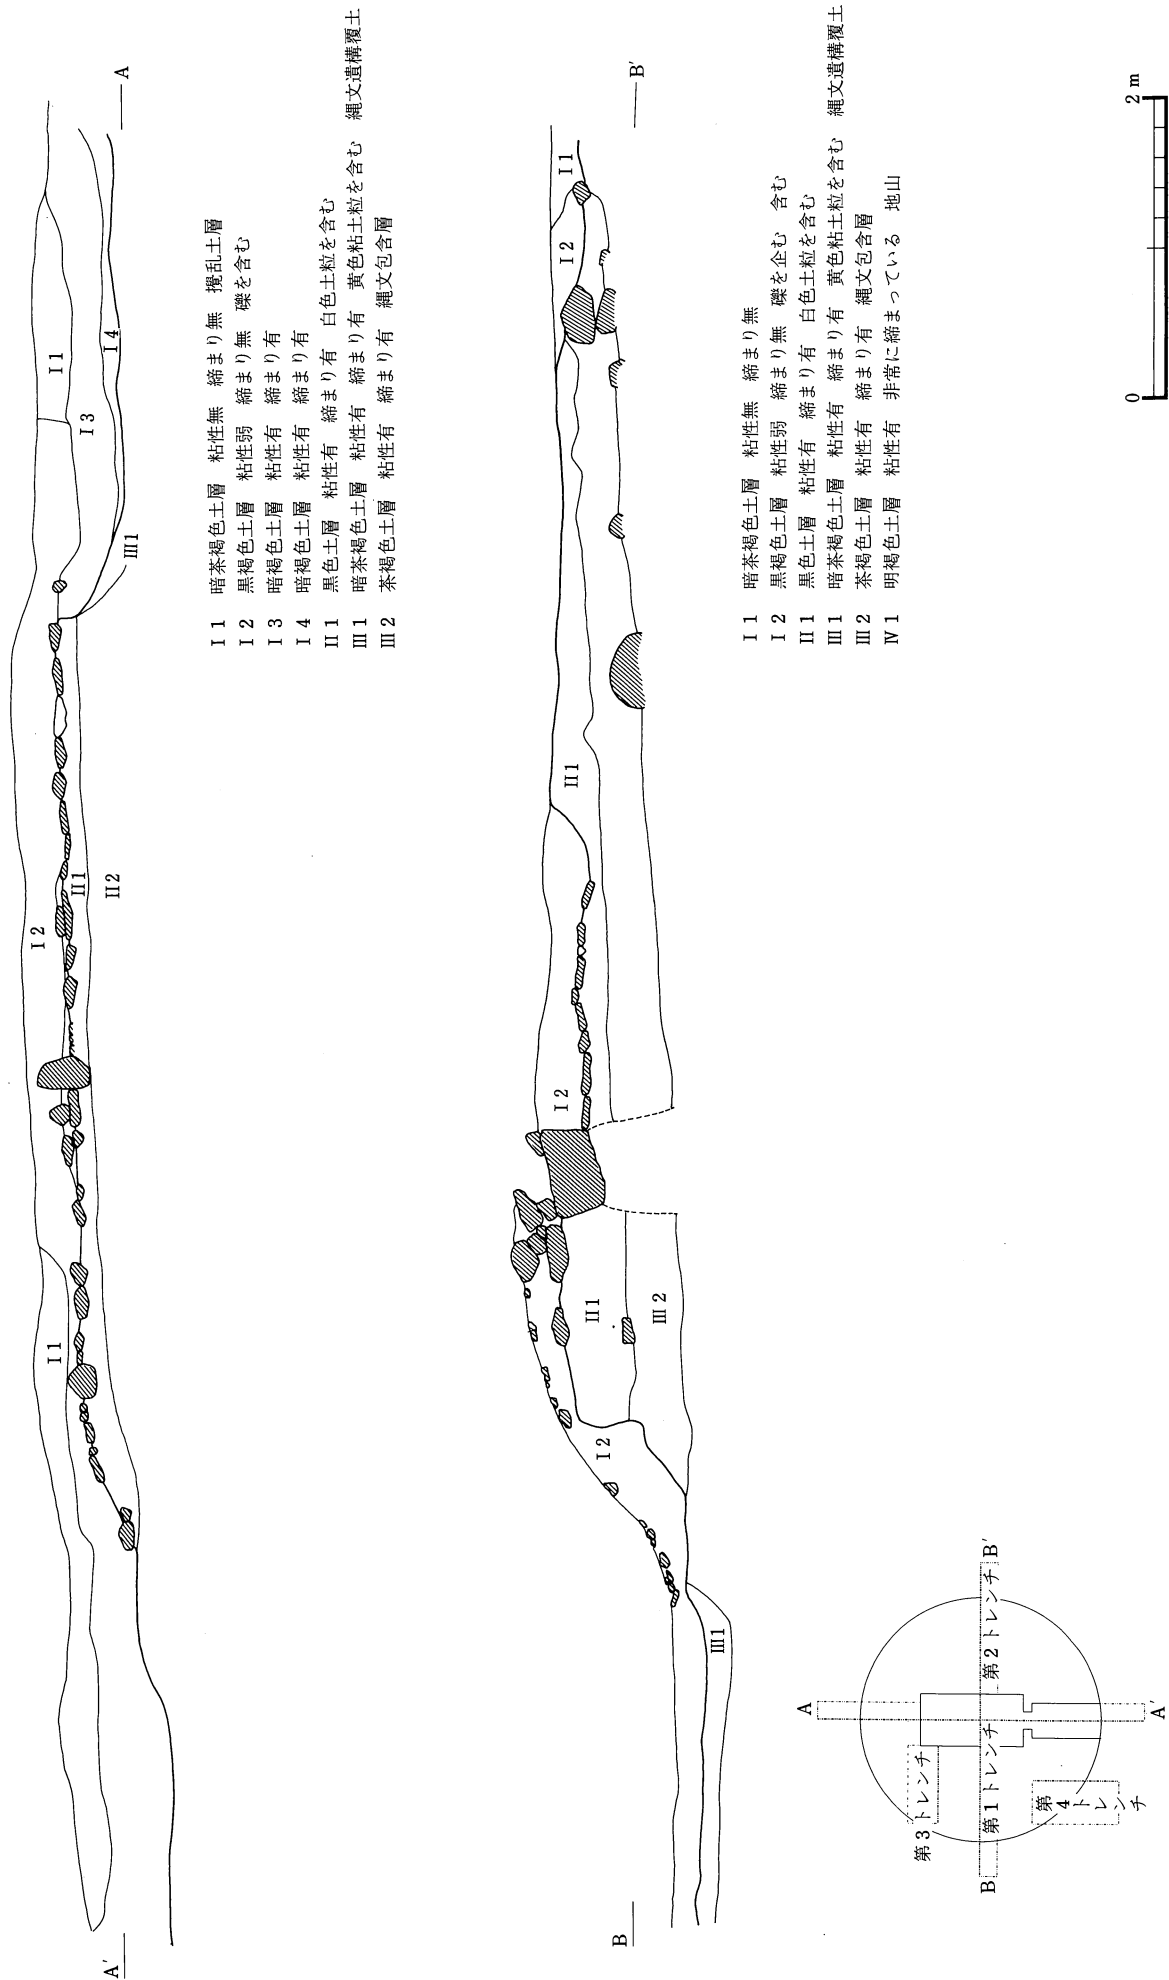 A
A′
I 1
I 2
I 1
I 3
I 4
II1
II2
III1
I 1　暗茶褐色土層　粘性無　締まり無　攪乱土層
I 2　黒褐色土層　粘性弱　締まり無　礫を含む
I 3　暗褐色土層　粘性有　締まり有
I 4　暗褐色土層　粘性有　締まり有
II1　黒色土層　粘性有　締まり有　白色土粒を含む
III1　暗茶褐色土層　粘性有　締まり有　黄色粘土粒を含む　縄文遺構覆土
III2　茶褐色土層　粘性有　締まり有　縄文包含層
B
B′
III1
I 2
II1
III2
I 2
II1
I 2
I 1
I 1　暗茶褐色土層　粘性無　締まり無
I 2　黒褐色土層　粘性弱　締まり無　礫を企む　含む
II1　黒色土層　粘性有　締まり有　白色土粒を含む
III1　暗茶褐色土層　粘性有　締まり有　黄色粘土粒を含む　縄文遺構覆土
III2　茶褐色土層　粘性有　締まり有　縄文包含層
IV1　明褐色土層　粘性有　非常に締まっている　地山
A
A′
B
B′
第1トレンチ
第2トレンチ
第3トレンチ
第4トレンチ
0
2 m